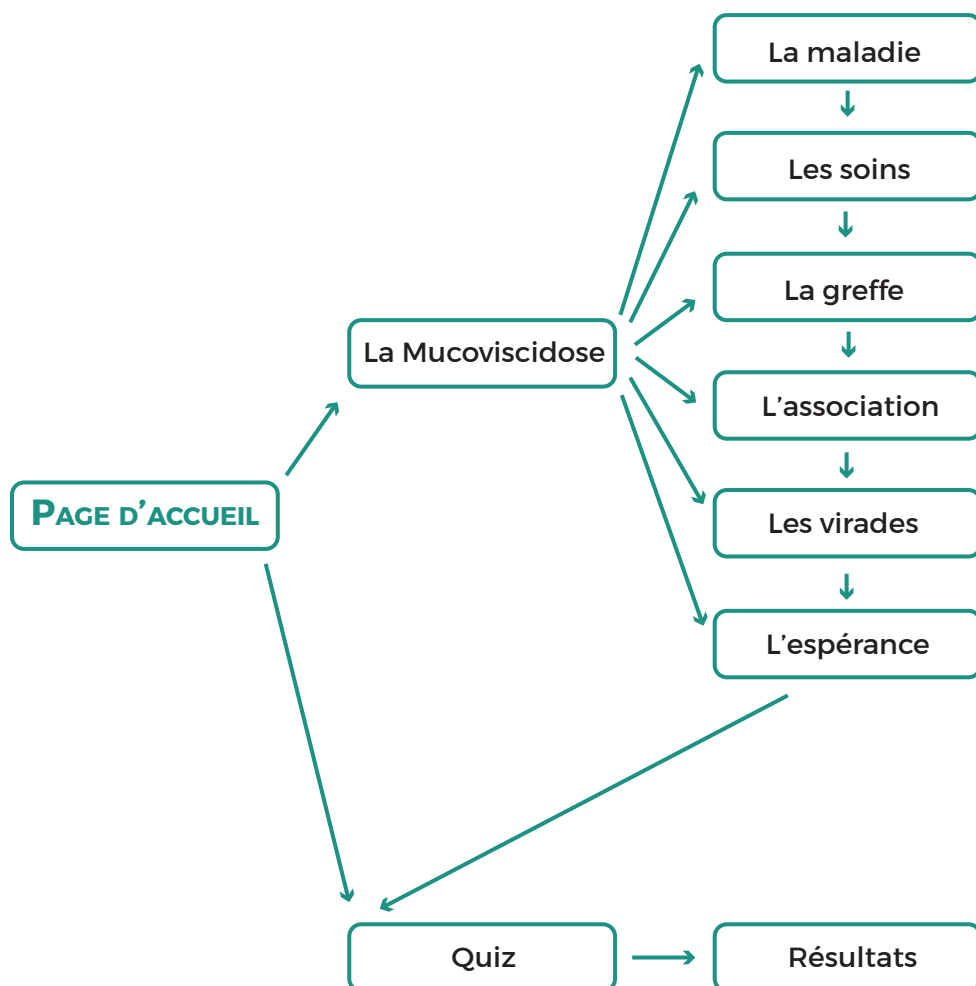 La maladie
Les soins
La greffe
La Mucoviscidose
L’association
PAGE D’ACCUEIL
Les virades
L’espérance
Quiz
Résultats